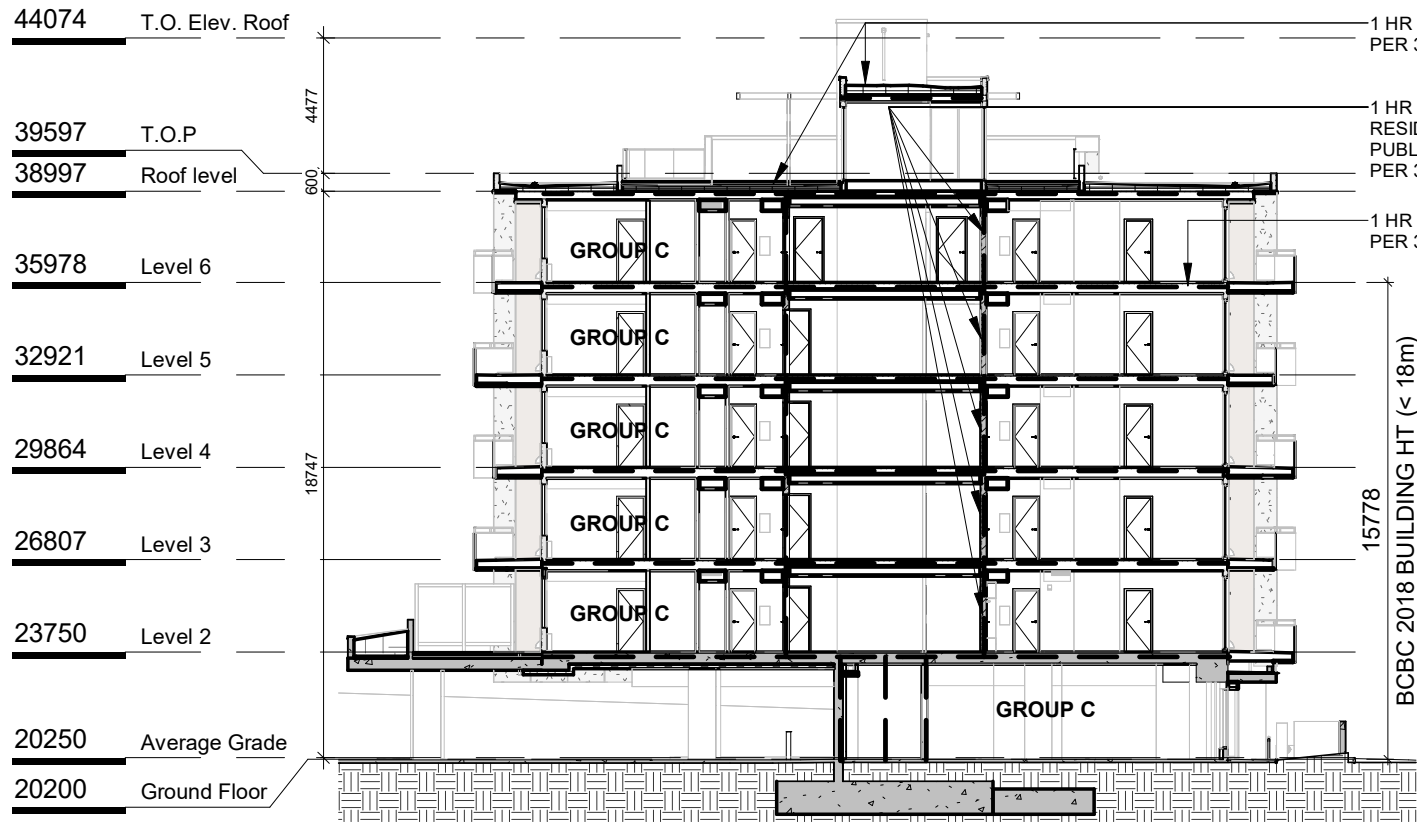 44074 T.O. Elev. Roof
39597 T.O.P
38997 Roof level
35978 Level 6
32921 Level 5
29864 Level 4
26807 Level 3
23750 Level 2
20250 Average Grade
20200 Ground Floor
4477
600
18747
GROUP C
GROUP C
GROUP C
GROUP C
GROUP C
GROUP C
1 HR
PER 3
1 HR
RESID
PUBL
PER 3
1 HR
PER 3
15778
BCBC 2018 BUILDING HT (< 18m)